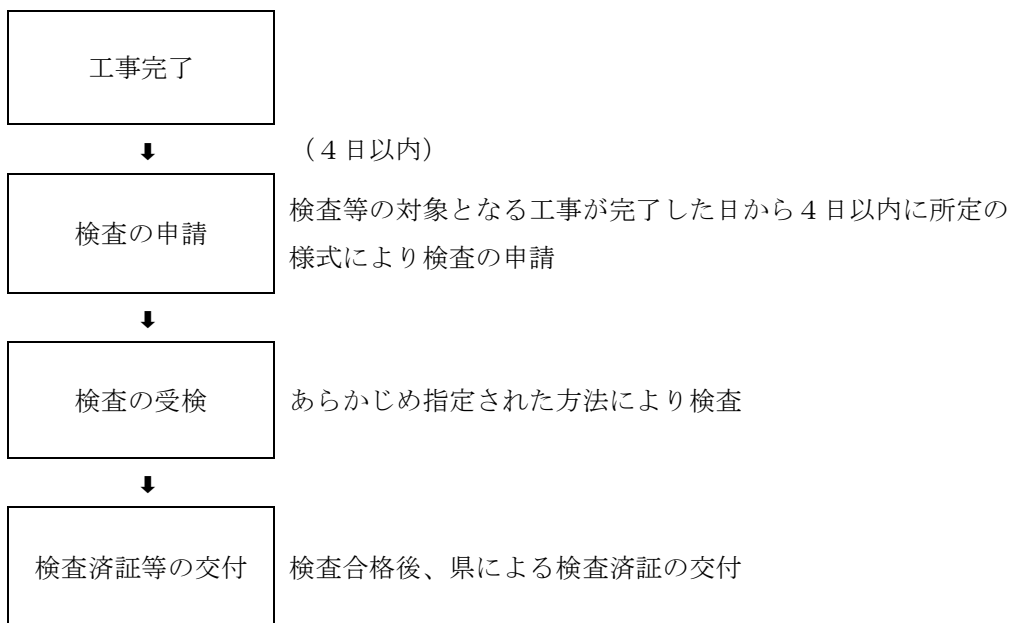 工事完了
⬇ （４日以内）
検査の申請
検査等の対象となる工事が完了した日から４日以内に所定の
様式により検査の申請
⬇
検査の受検
あらかじめ指定された方法により検査
⬇
検査済証等の交付
検査合格後、県による検査済証の交付